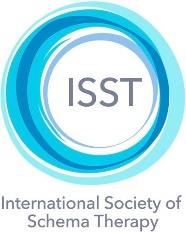 ISST
International Society of
Schema Therapy